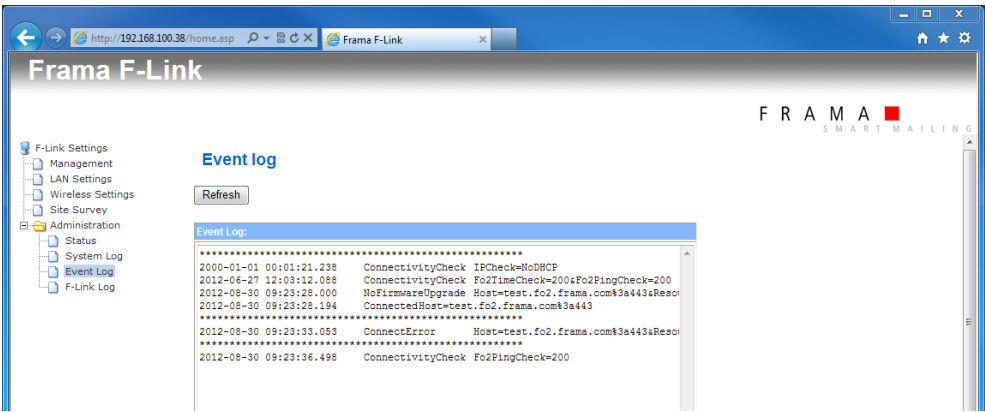 http://192.168.100.38/home.asp
Frama F-Link
Frama F-Link
FRAMA
SMART MAILING
F-Link Settings
Management
LAN Settings
Wireless Settings
Site Survey
Administration
Status
System Log
Event Log
F-Link Log
Event log
Refresh
Event Log:
******************************************************
2000-01-01 00:01:21.238 ConnectivityCheck IPCheck=NoDHCP
2012-06-27 12:03:12.088 ConnectivityCheck Fo2TimeCheck=200&Fo2PingCheck=200
2012-08-30 09:23:28.000 NoFirmwareUpgrade Host=test.fo2.frama.com%3a443&Resou
2012-08-30 09:23:28.194 ConnectedHost=test.fo2.frama.com%3a443
******************************************************
2012-08-30 09:23:33.053 ConnectError Host=test.fo2.frama.com%3a443&Resou
******************************************************
2012-08-30 09:23:36.498 ConnectivityCheck Fo2PingCheck=200